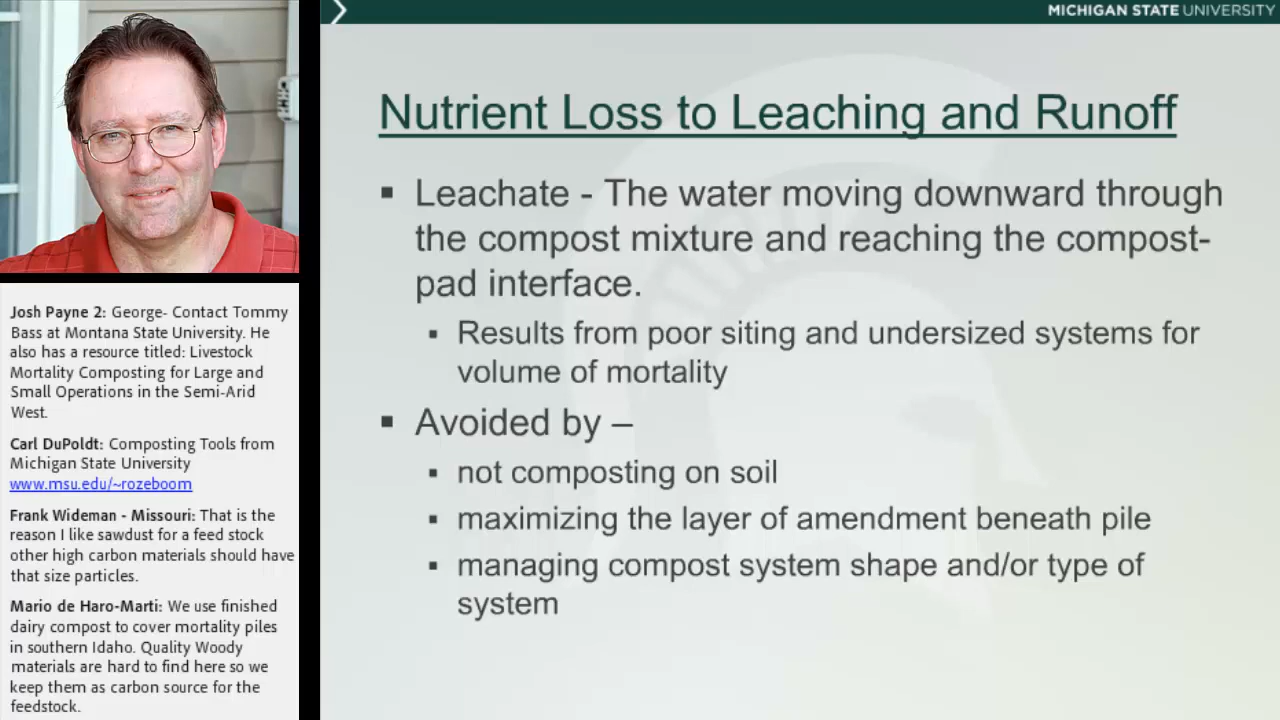 MICHIGAN STATE UNIVERSITY
Nutrient Loss to Leaching and Runoff
▪ Leachate - The water moving downward through
the compost mixture and reaching the compost-
pad interface.
▪ Results from poor siting and undersized systems for
volume of mortality
▪ Avoided by –
▪ not composting on soil
▪ maximizing the layer of amendment beneath pile
▪ managing compost system shape and/or type of
system
Josh Payne 2: George- Contact Tommy
Bass at Montana State University. He
also has a resource titled: Livestock
Mortality Composting for Large and
Small Operations in the Semi-Arid
West.
Carl DuPoldt: Composting Tools from
Michigan State University
www.msu.edu/~rozeboom
Frank Wideman - Missouri: That is the
reason I like sawdust for a feed stock
other high carbon materials should have
that size particles.
Mario de Haro-Marti: We use finished
dairy compost to cover mortality piles
in southern Idaho. Quality Woody
materials are hard to find here so we
keep them as carbon source for the
feedstock.